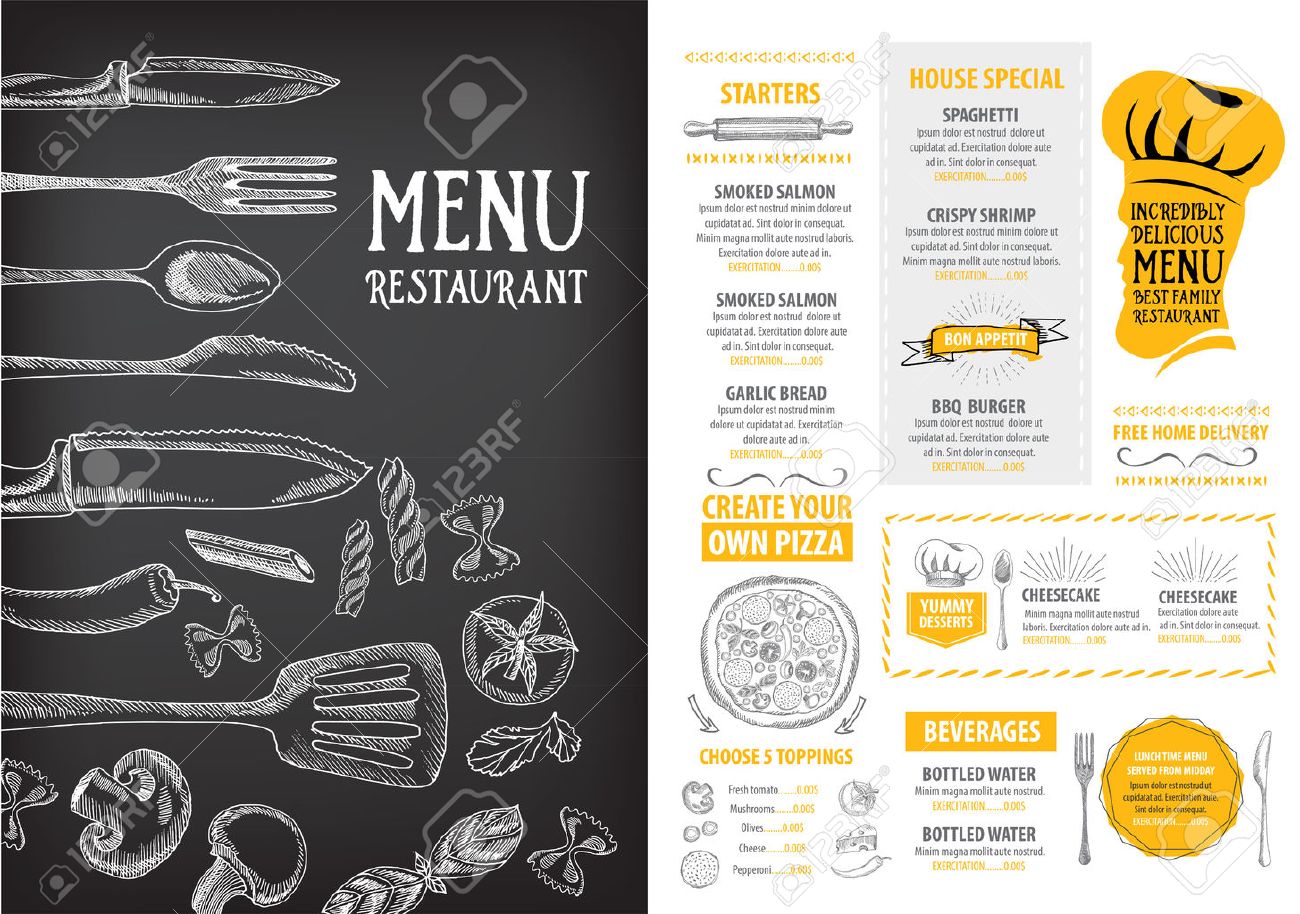 MENU
RESTAURANT
STARTERS
SMOKED SALMON
Ipsum dolor est nostrud minim dolore ut
cupidatat ad in. Sint dolor in consequat.
Minim magna mollit aute nostrud laboris.
Exercitation dolore aute ad in.
EXERCITATION.......0.00$
SMOKED SALMON
Ipsum dolor est nostrud dolore ut
cupidatat ad. Exercitation dolore aute
EXERCITATION.......0.00$
GARLIC BREAD
Ipsum dolor est nostrud minim
dolore ut cupidatat ad. Exercitation
dolore aute ad in.
EXERCITATION.......0.00$
CREATE YOUR
OWN PIZZA
CHOOSE 5 TOPPINGS
Fresh tomato.......0.00$
Mushrooms.......0.00$
Olives.......0.00$
Cheese.......0.00$
Pepperoni.......0.00$
HOUSE SPECIAL
SPAGHETTI
Ipsum dolor est nostrud dolore ut
cupidatat ad. Exercitation dolore aute
ad in. Sint dolor in consequat.
EXERCITATION.......0.00$
CRISPY SHRIMP
Ipsum dolor est nostrud dolore ut
cupidatat ad in. Sint dolor in consequat.
Minim magna mollit aute nostrud laboris.
EXERCITATION.......0.00$
BON APPETIT
BBQ BURGER
Ipsum dolor est nostrud dolore ut
cupidatat ad. Exercitation dolore aute
ad in. Sint dolor in consequat.
EXERCITATION.......0.00$
INCREDIBLY
DELICIOUS
MENU
BEST FAMILY
RESTAURANT
FREE HOME DELIVERY
YUMMY
DESSERTS
CHEESECAKE
Minim magna mollit aute nostrud
laboris. Exercitation dolore aute ad in.
EXERCITATION.......0.00$
CHEESECAKE
Exercitation dolore aute
ad in. Sint dolor in
EXERCITATION.......0.00$
BEVERAGES
BOTTLED WATER
Minim magna mollit aute nostrud.
EXERCITATION.......0.00$
BOTTLED WATER
Minim magna mollit aute nostrud.
EXERCITATION.......0.00$
LUNCH TIME MENU
SERVED FROM MIDDAY
Ipsum dolor est nostrud ut
cupidatat ad. Exercitation aute.
Sint dolor in consequat.
EXERCITATION.......0.00$
123RF